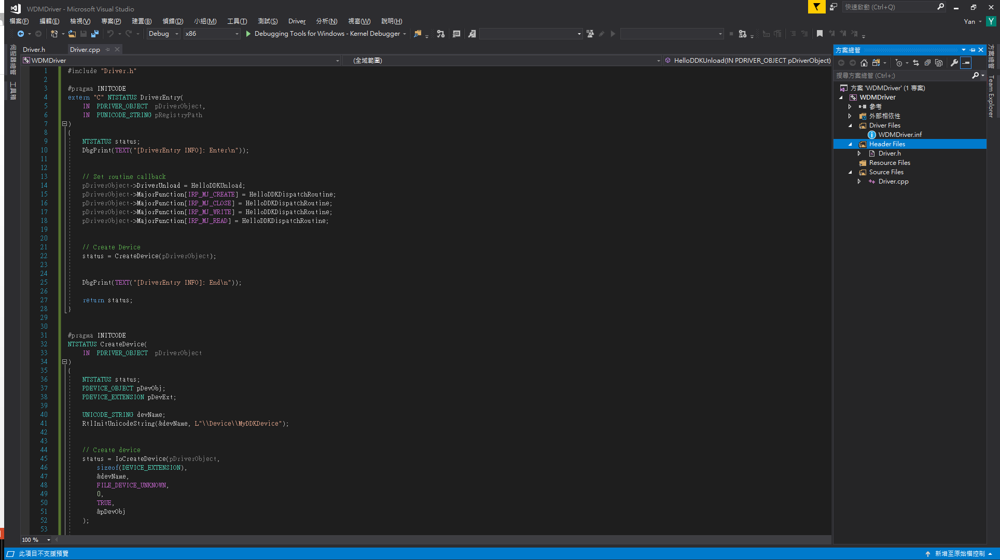 WDMDriver - Microsoft Visual Studio
快速啟動 (Ctrl+Q)
檔案(F) 編輯(E) 檢視(V) 專案(P) 建置(B) 偵錯(D) 小組(M) 工具(T) 測試(S) Driver 分析(N) 視窗(W) 說明(H)
Yan Y
Debug x86 Debugging Tools for Windows - Kernel Debugger
伺服器總管
工具箱
Driver.h Driver.cpp
WDMDriver (全域範圍) HelloDDKUnload(IN PDRIVER_OBJECT pDriverObject)
1 #include "Driver.h"
2
3 #pragma INITCODE
4 extern "C" NTSTATUS DriverEntry(
5 IN PDRIVER_OBJECT pDriverObject,
6 IN PUNICODE_STRING pRegistryPath
7 )
8 {
9 NTSTATUS status;
10 DbgPrint(TEXT("[DriverEntry INFO]: Enter\n"));
11
12
13 // Set routine callback
14 pDriverObject->DriverUnload = HelloDDKUnload;
15 pDriverObject->MajorFunction[IRP_MJ_CREATE] = HelloDDKDispatchRoutine;
16 pDriverObject->MajorFunction[IRP_MJ_CLOSE] = HelloDDKDispatchRoutine;
17 pDriverObject->MajorFunction[IRP_MJ_WRITE] = HelloDDKDispatchRoutine;
18 pDriverObject->MajorFunction[IRP_MJ_READ] = HelloDDKDispatchRoutine;
19
20
21 // Create Device
22 status = CreateDevice(pDriverObject);
23
24
25 DbgPrint(TEXT("[DriverEntry INFO]: End\n"));
26
27 return status;
28 }
29
30
31 #pragma INITCODE
32 NTSTATUS CreateDevice(
33 IN PDRIVER_OBJECT pDriverObject
34 )
35 {
36 NTSTATUS status;
37 PDEVICE_OBJECT pDevObj;
38 PDEVICE_EXTENSION pDevExt;
39
40 UNICODE_STRING devName;
41 RtlInitUnicodeString(&devName, L"\\Device\\MyDDKDevice");
42
43
44 // Create device
45 status = IoCreateDevice(pDriverObject,
46 sizeof(DEVICE_EXTENSION),
47 &devName,
48 FILE_DEVICE_UNKNOWN,
49 0,
50 TRUE,
51 &pDevObj
52 );
53
100 %
方案總管
搜尋方案總管 (Ctrl+;)
方案 'WDMDriver' (1 專案)
WDMDriver
參考
外部相依性
Driver Files
WDMDriver.inf
Header Files
Driver.h
Resource Files
Source Files
Driver.cpp
方案總管
Team Explorer
此項目不支援預覽
新增至原始檔控制